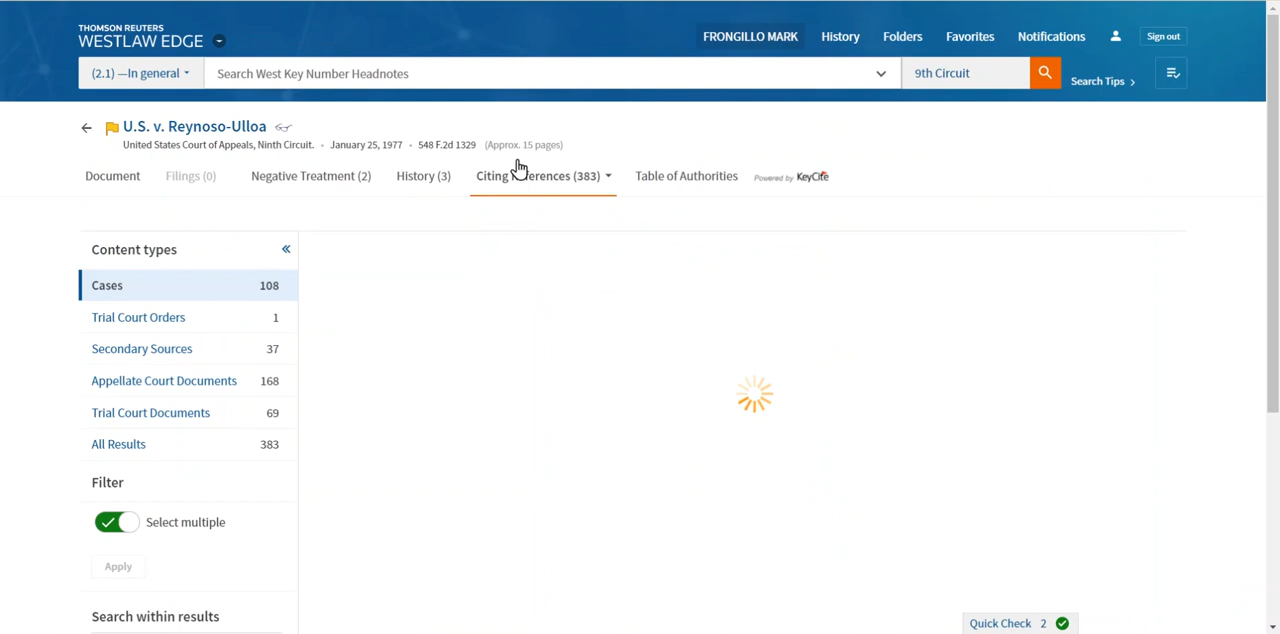 THOMSON REUTERS
WESTLAW EDGE
FRONGILLO MARK History Folders Favorites Notifications Sign out
(2.1) —In general Search West Key Number Headnotes 9th Circuit Search Tips
U.S. v. Reynoso-Ulloa
United States Court of Appeals, Ninth Circuit. • January 25, 1977 • 548 F.2d 1329 (Approx. 15 pages)
Document Filings (0) Negative Treatment (2) History (3) Citing References (383) Table of Authorities Powered by KeyCite
Content types
Cases 108
Trial Court Orders 1
Secondary Sources 37
Appellate Court Documents 168
Trial Court Documents 69
All Results 383
Filter
Select multiple
Apply
Search within results
Quick Check 2